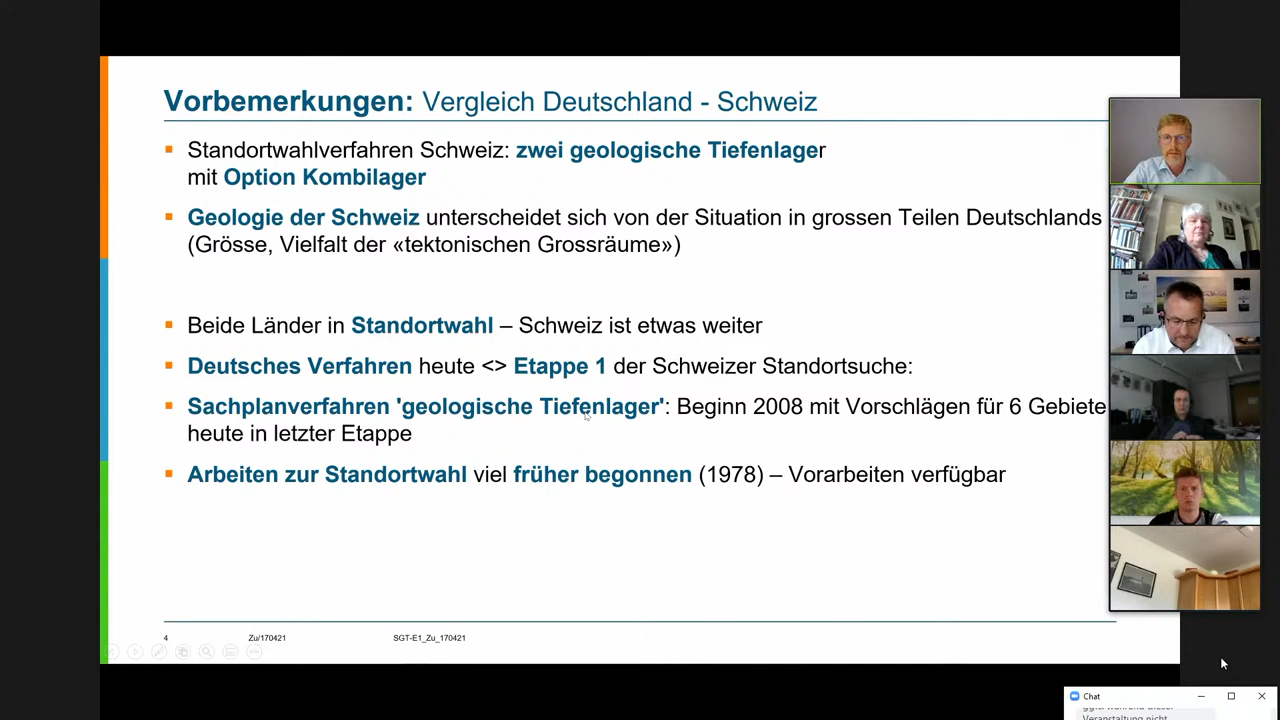 Vorbemerkungen: Vergleich Deutschland - Schweiz
Standortwahlverfahren Schweiz: zwei geologische Tiefenlager
mit Option Kombilager
Geologie der Schweiz unterscheidet sich von der Situation in grossen Teilen Deutschlands
(Grösse, Vielfalt der «tektonischen Grossräume»)
Beide Länder in Standortwahl – Schweiz ist etwas weiter
Deutsches Verfahren heute <> Etappe 1 der Schweizer Standortsuche:
Sachplanverfahren 'geologische Tiefenlager': Beginn 2008 mit Vorschlägen für 6 Gebiete
heute in letzter Etappe
Arbeiten zur Standortwahl viel früher begonnen (1978) – Vorarbeiten verfügbar
4 Zu/170421 SGT-E1_Zu_170421
Chat
Veranstaltung nicht